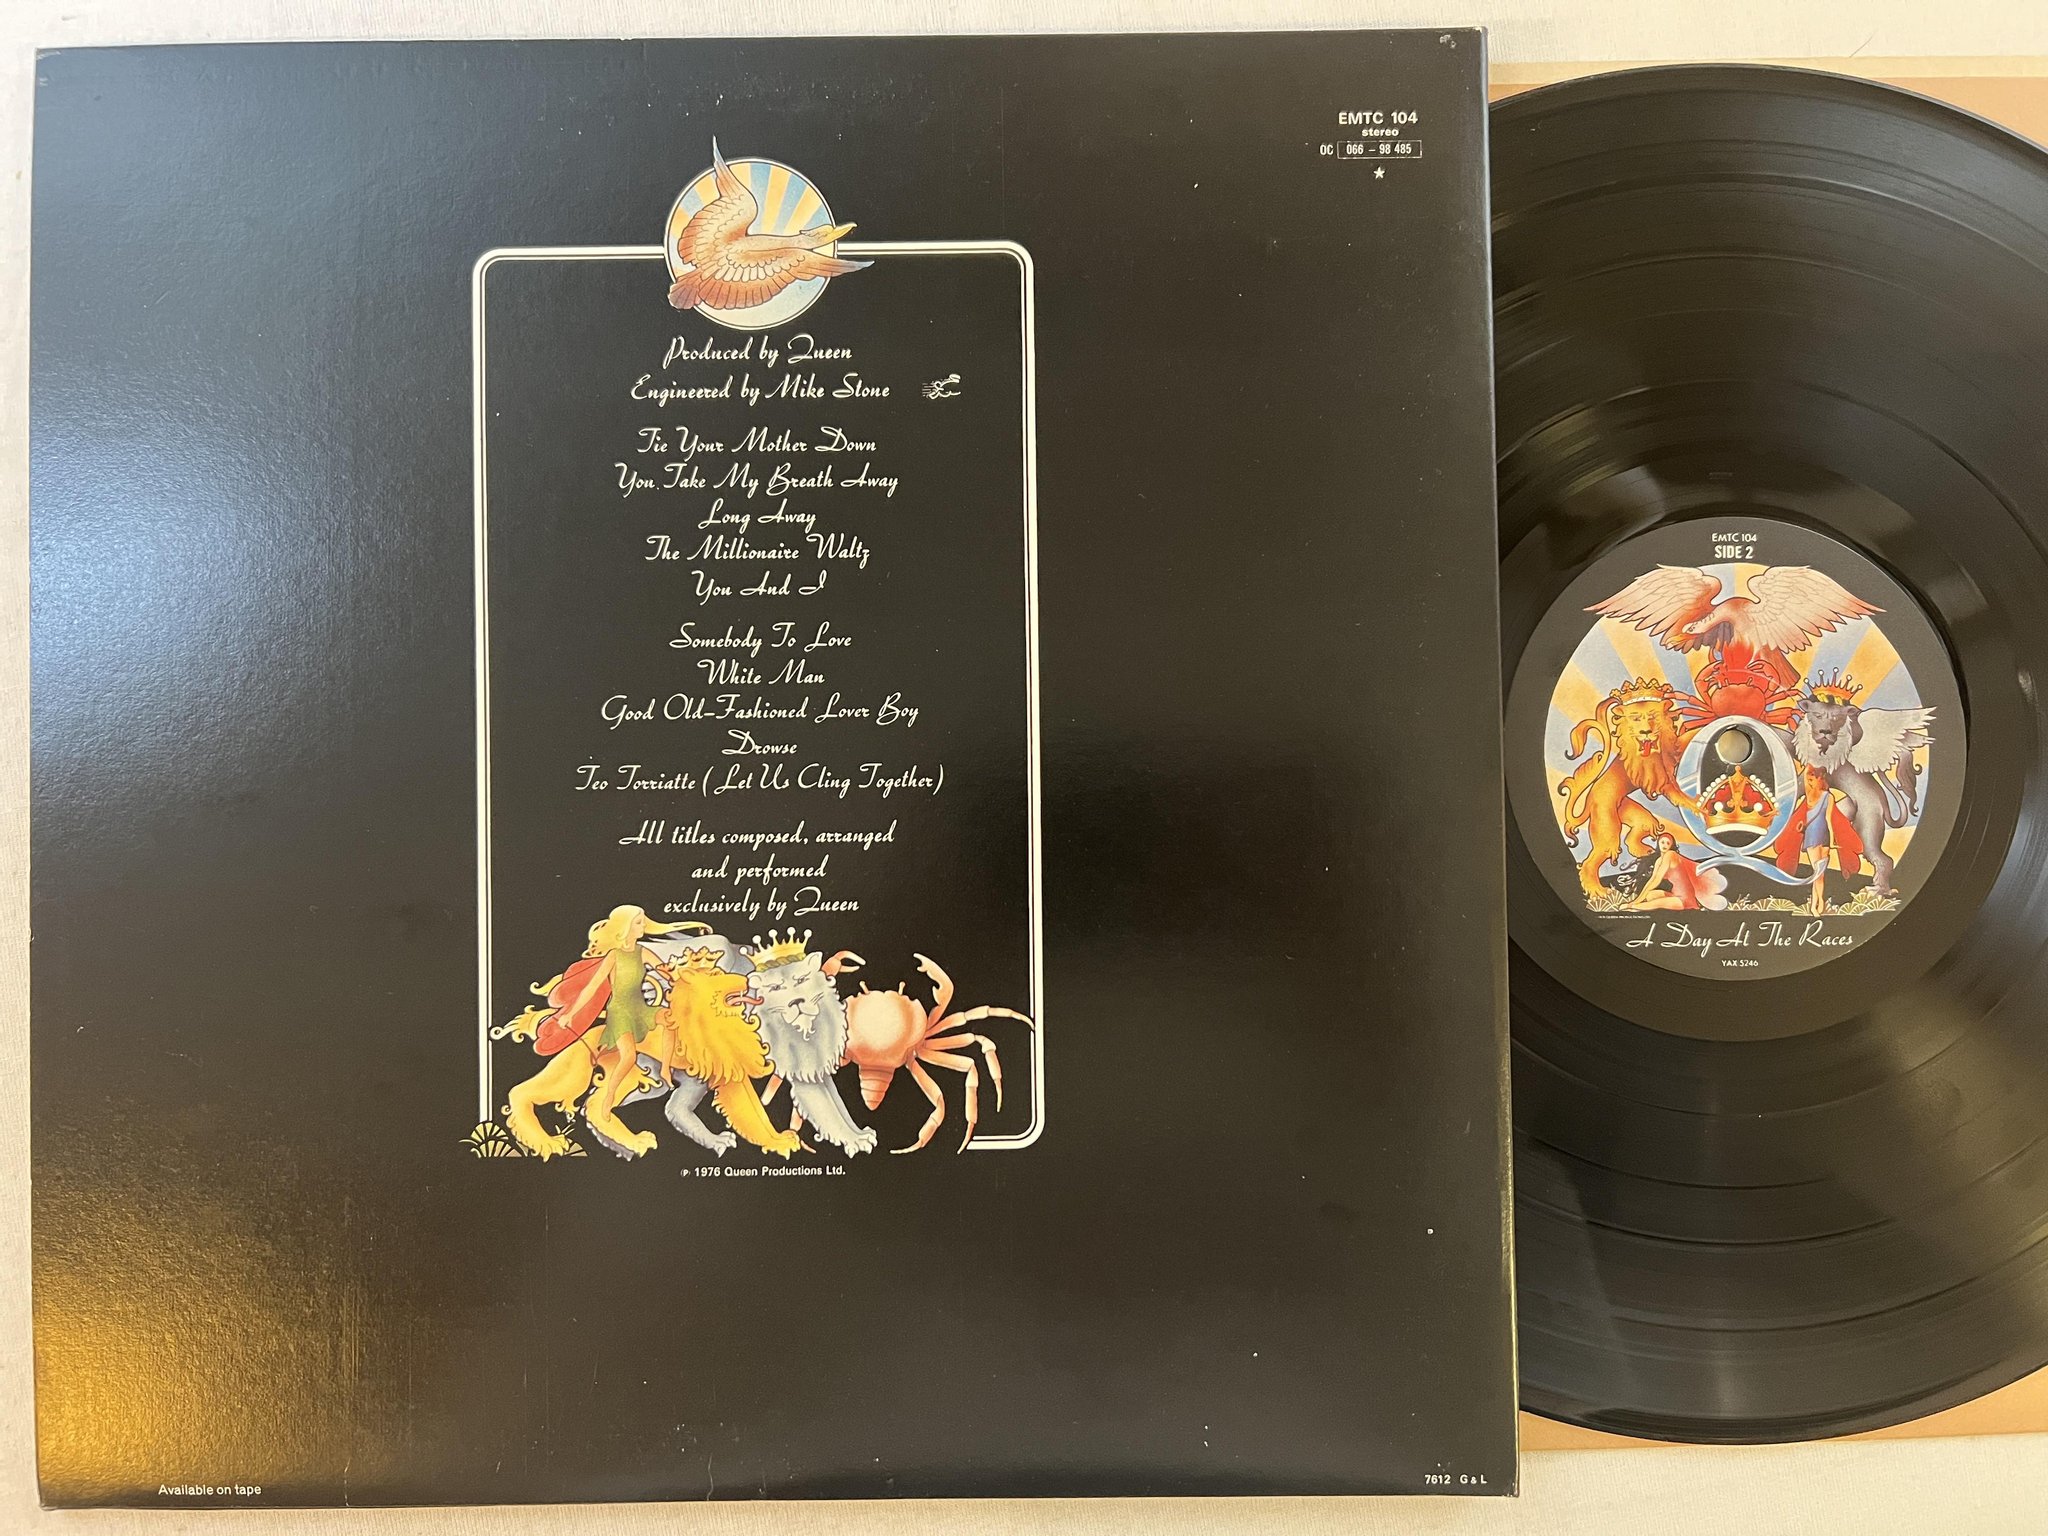 EMTC 104
stereo
OC 066 - 98 485
Produced by Queen
Engineered by Mike Stone
Tie Your Mother Down
You Take My Breath Away
Long Away
The Millionaire Waltz
You And I
Somebody To Love
White Man
Good Old-Fashioned Lover Boy
Drowse
Teo Torriatte (Let Us Cling Together)
All titles composed, arranged
and performed
exclusively by Queen
℗ 1976 Queen Productions Ltd.
Available on tape
7612 G & L
EMTC 104
SIDE 2
A Day At The Races
YAX 5246